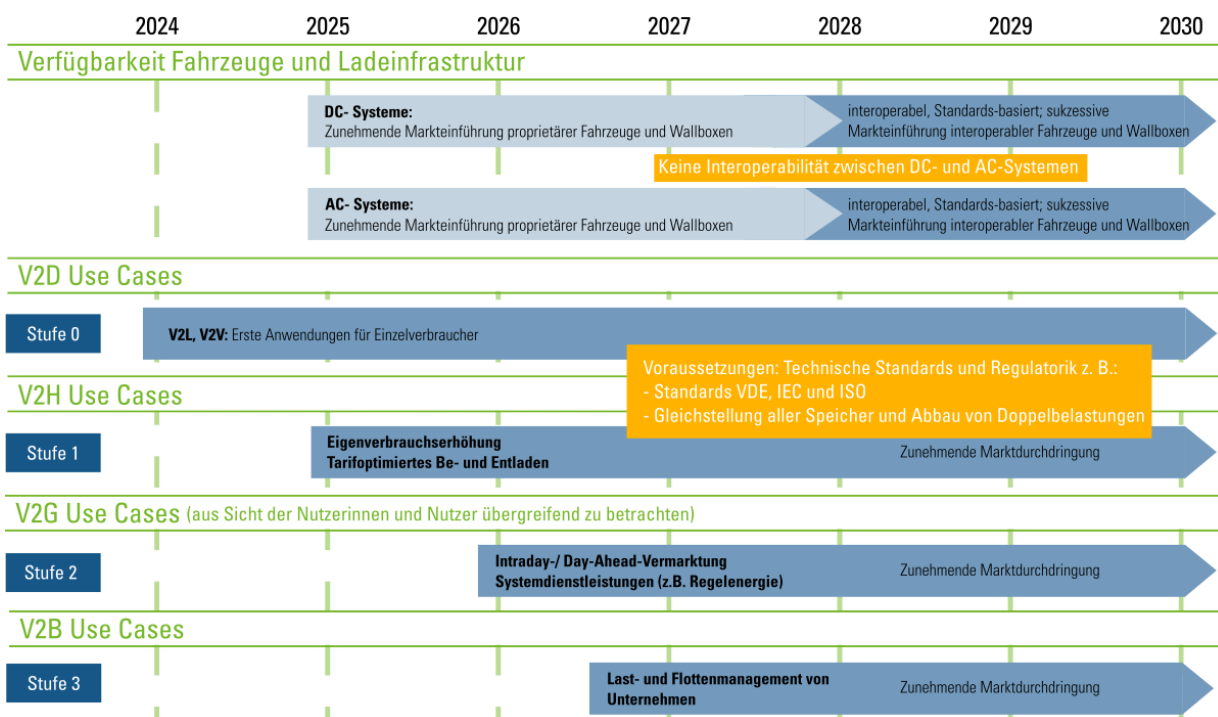 2024 2025 2026 2027 2028 2029 2030
Verfügbarkeit Fahrzeuge und Ladeinfrastruktur
DC- Systeme:
Zunehmende Markteinführung proprietärer Fahrzeuge und Wallboxen
interoperabel, Standards-basiert; sukzessive
Markteinführung interoperabler Fahrzeuge und Wallboxen
Keine Interoperabilität zwischen DC- und AC-Systemen
AC- Systeme:
Zunehmende Markteinführung proprietärer Fahrzeuge und Wallboxen
interoperabel, Standards-basiert; sukzessive
Markteinführung interoperabler Fahrzeuge und Wallboxen
V2D Use Cases
Stufe 0
V2L, V2V: Erste Anwendungen für Einzelverbraucher
Voraussetzungen: Technische Standards und Regulatorik z. B.:
- Standards VDE, IEC und ISO
- Gleichstellung aller Speicher und Abbau von Doppelbelastungen
V2H Use Cases
Stufe 1
Eigenverbrauchserhöhung
Tarifoptimiertes Be- und Entladen
Zunehmende Marktdurchdringung
V2G Use Cases (aus Sicht der Nutzerinnen und Nutzer übergreifend zu betrachten)
Stufe 2
Intraday-/ Day-Ahead-Vermarktung
Systemdienstleistungen (z.B. Regelenergie)
Zunehmende Marktdurchdringung
V2B Use Cases
Stufe 3
Last- und Flottenmanagement von
Unternehmen
Zunehmende Marktdurchdringung